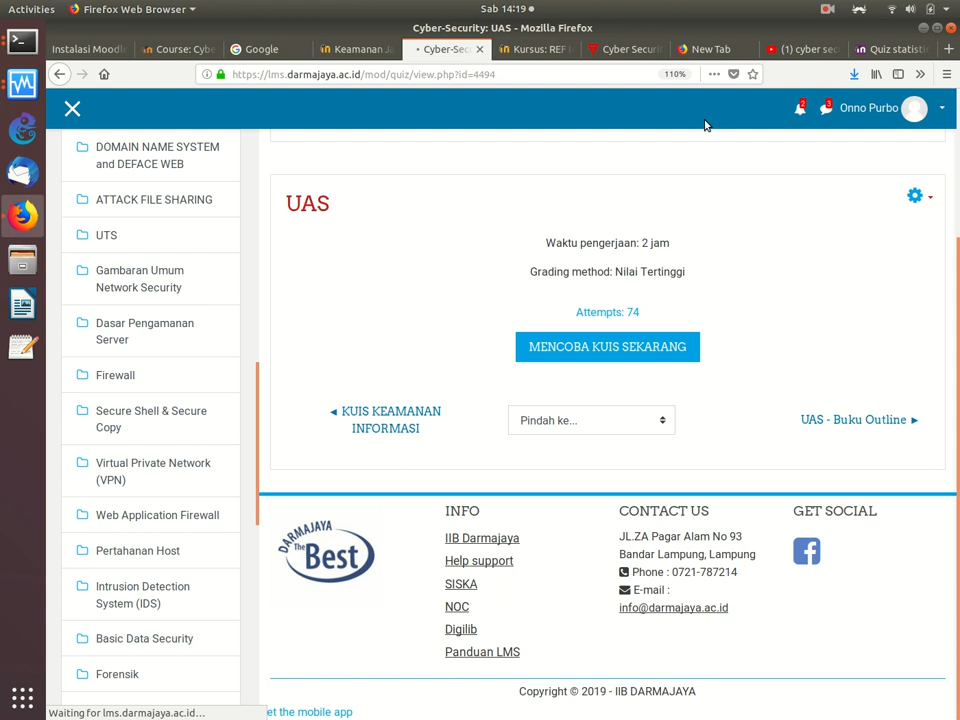 Activities
Firefox Web Browser
Sab 14:19
Cyber-Security: UAS - Mozilla Firefox
Instalasi Moodl
Course: Cybe
Google
Keamanan Ja
Cyber-Sec
Kursus: REF I
Cyber Securi
New Tab
(1) cyber sec
Quiz statistic
https://lms.darmajaya.ac.id/mod/quiz/view.php?id=4494
110%
2
3
Onno Purbo
DOMAIN NAME SYSTEM
and DEFACE WEB
ATTACK FILE SHARING
UTS
Gambaran Umum
Network Security
Dasar Pengamanan
Server
Firewall
Secure Shell & Secure
Copy
Virtual Private Network
(VPN)
Web Application Firewall
Pertahanan Host
Intrusion Detection
System (IDS)
Basic Data Security
Forensik
UAS
Waktu pengerjaan: 2 jam
Grading method: Nilai Tertinggi
Attempts: 74
MENCOBA KUIS SEKARANG
◄ KUIS KEAMANAN
INFORMASI
Pindah ke...
UAS - Buku Outline ►
DARMAJAYA
The Best
INFO
IIB Darmajaya
Help support
SISKA
NOC
Digilib
Panduan LMS
CONTACT US
JL.ZA Pagar Alam No 93
Bandar Lampung, Lampung
Phone : 0721-787214
E-mail :
info@darmajaya.ac.id
GET SOCIAL
Copyright © 2019 - IIB DARMAJAYA
Waiting for lms.darmajaya.ac.id…
et the mobile app